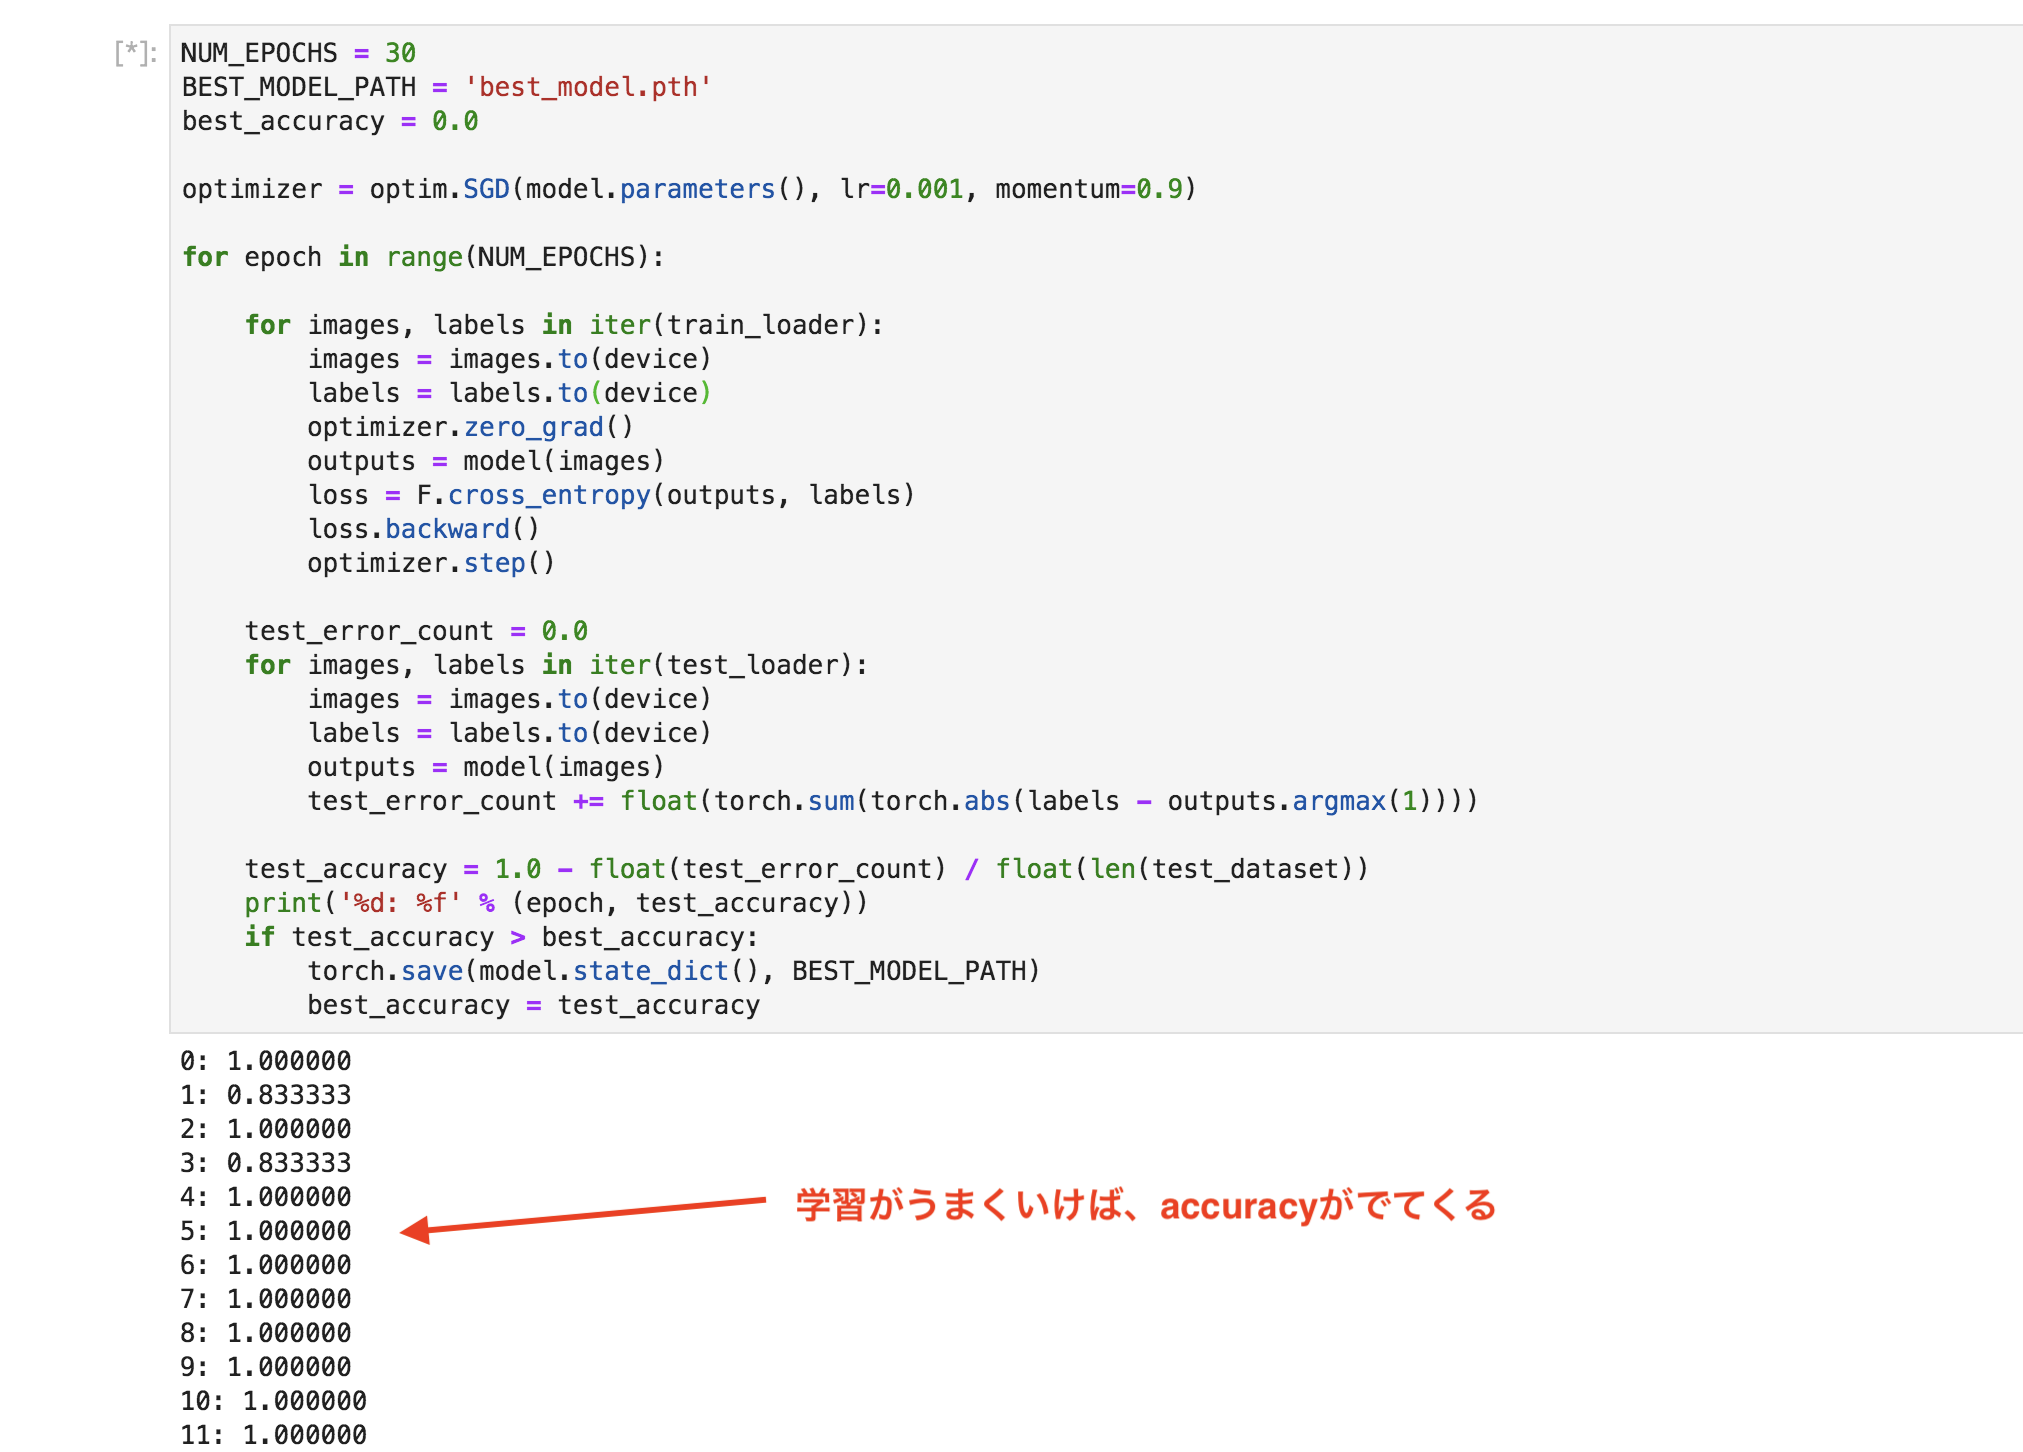 [*]:
NUM_EPOCHS = 30
BEST_MODEL_PATH = 'best_model.pth'
best_accuracy = 0.0

optimizer = optim.SGD(model.parameters(), lr=0.001, momentum=0.9)

for epoch in range(NUM_EPOCHS):

    for images, labels in iter(train_loader):
        images = images.to(device)
        labels = labels.to(device)
        optimizer.zero_grad()
        outputs = model(images)
        loss = F.cross_entropy(outputs, labels)
        loss.backward()
        optimizer.step()

    test_error_count = 0.0
    for images, labels in iter(test_loader):
        images = images.to(device)
        labels = labels.to(device)
        outputs = model(images)
        test_error_count += float(torch.sum(torch.abs(labels - outputs.argmax(1))))

    test_accuracy = 1.0 - float(test_error_count) / float(len(test_dataset))
    print('%d: %f' % (epoch, test_accuracy))
    if test_accuracy > best_accuracy:
        torch.save(model.state_dict(), BEST_MODEL_PATH)
        best_accuracy = test_accuracy
0: 1.000000
1: 0.833333
2: 1.000000
3: 0.833333
4: 1.000000
学習がうまくいけば、accuracyがでてくる
5: 1.000000
6: 1.000000
7: 1.000000
8: 1.000000
9: 1.000000
10: 1.000000
11: 1.000000